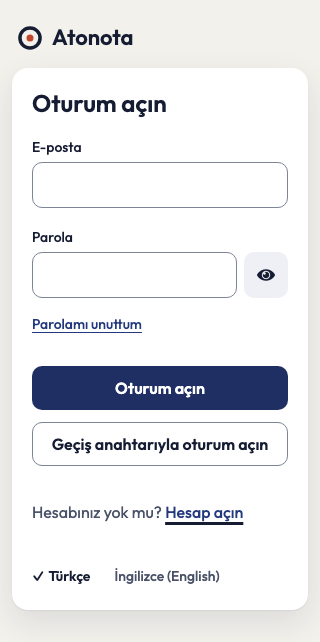 Atonota
Oturum açın
E-posta
Parola
Parolamı unuttum
Oturum açın
Geçiş anahtarıyla oturum açın
Hesabınız yok mu? Hesap açın
Türkçe İngilizce (English)